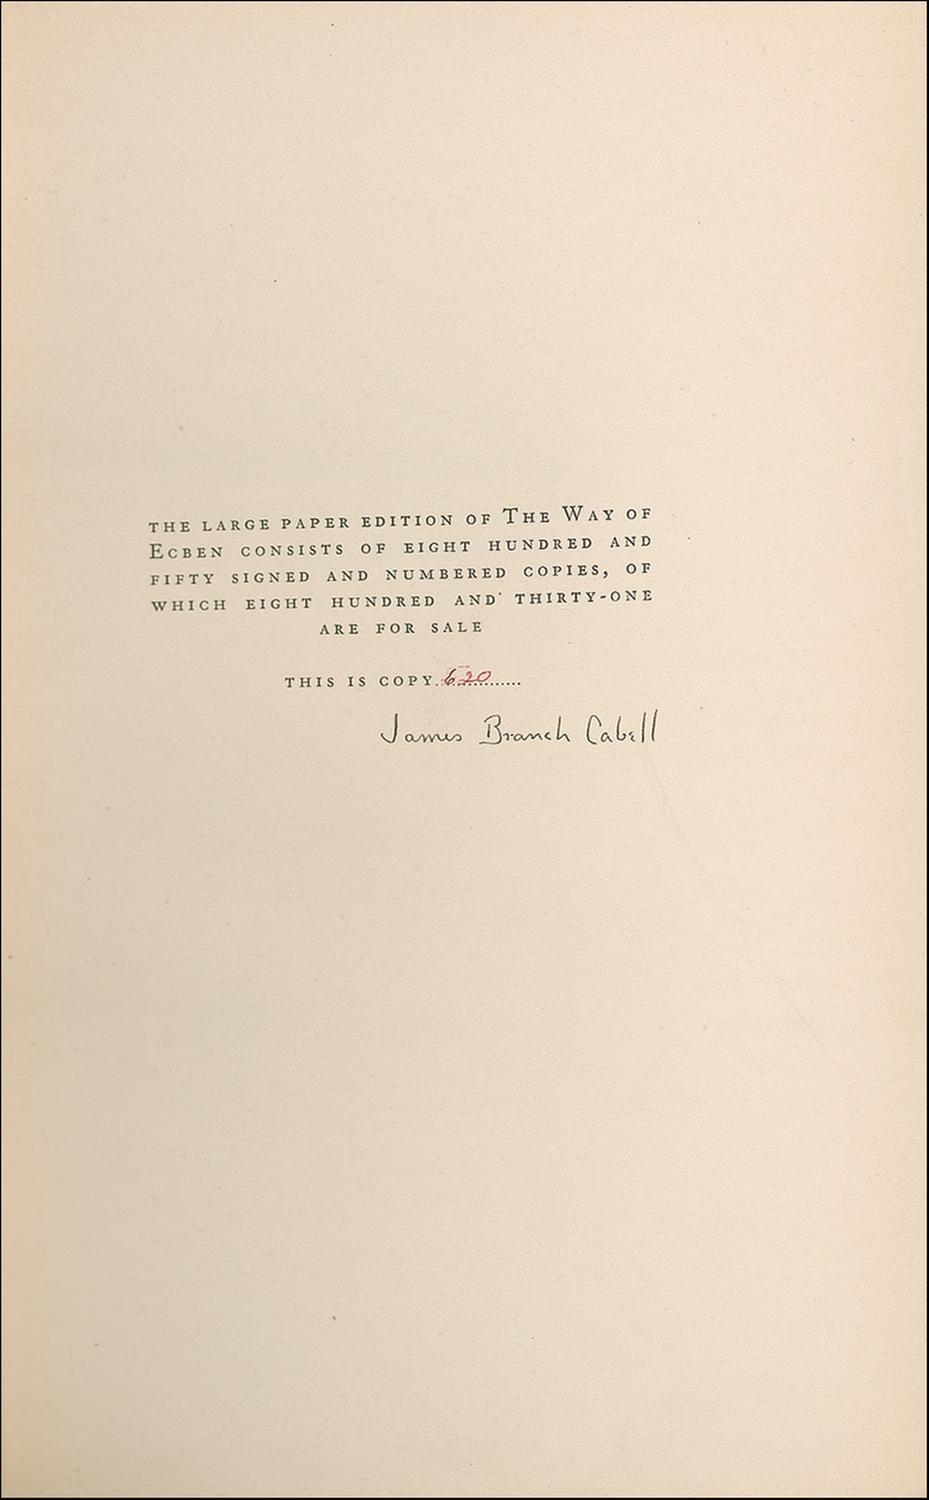 THE LARGE PAPER EDITION OF THE WAY OF
ECBEN CONSISTS OF EIGHT HUNDRED AND
FIFTY SIGNED AND NUMBERED COPIES, OF
WHICH EIGHT HUNDRED AND THIRTY-ONE
ARE FOR SALE
THIS IS COPY..620..........
James Branch Cabell